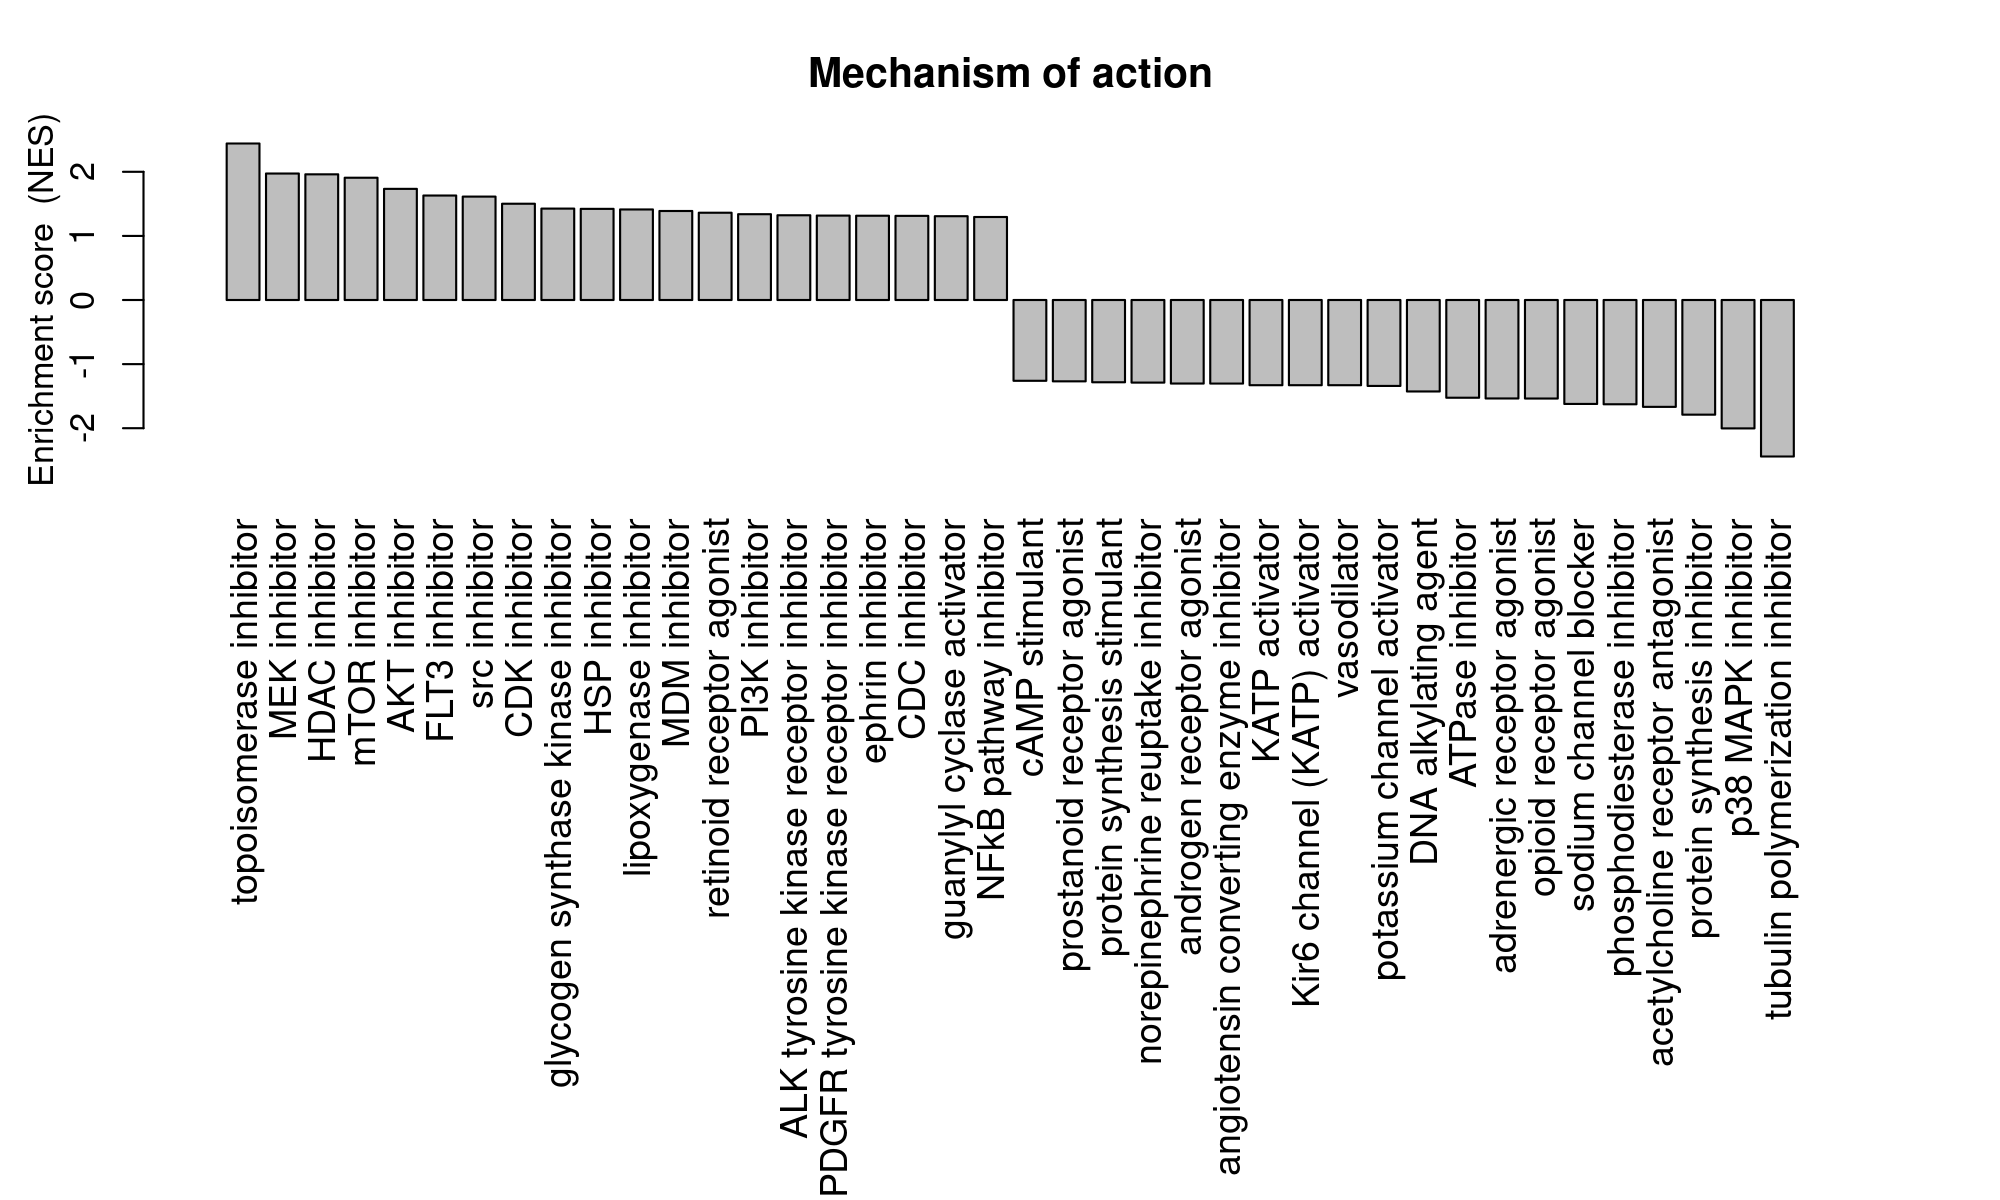 Mechanism of action
Enrichment score (NES)
2
1
0
-1
-2
topoisomerase inhibitor
MEK inhibitor
HDAC inhibitor
mTOR inhibitor
AKT inhibitor
FLT3 inhibitor
src inhibitor
CDK inhibitor
glycogen synthase kinase inhibitor
HSP inhibitor
lipoxygenase inhibitor
MDM inhibitor
retinoid receptor agonist
PI3K inhibitor
ALK tyrosine kinase receptor inhibitor
PDGFR tyrosine kinase receptor inhibitor
ephrin inhibitor
CDC inhibitor
guanylyl cyclase activator
NFκB pathway inhibitor
cAMP stimulant
prostanoid receptor agonist
protein synthesis stimulant
norepinephrine reuptake inhibitor
androgen receptor agonist
angiotensin converting enzyme inhibitor
KATP activator
Kir6 channel (KATP) activator
vasodilator
potassium channel activator
DNA alkylating agent
ATPase inhibitor
adrenergic receptor agonist
opioid receptor agonist
sodium channel blocker
phosphodiesterase inhibitor
acetylcholine receptor antagonist
protein synthesis inhibitor
p38 MAPK inhibitor
tubulin polymerization inhibitor